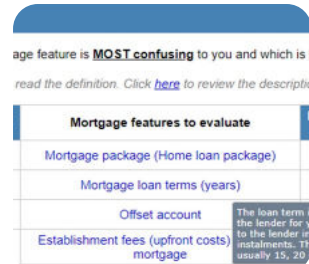 age feature is MOST confusing to you and which is
read the definition. Click here to review the descripti
Mortgage features to evaluate
Mortgage package (Home loan package)
Mortgage loan terms (years)
Offset account
Establishment fees (upfront costs)
mortgage
The loan term
the lender for y
to the lender in
instalments. Th
usually 15, 20